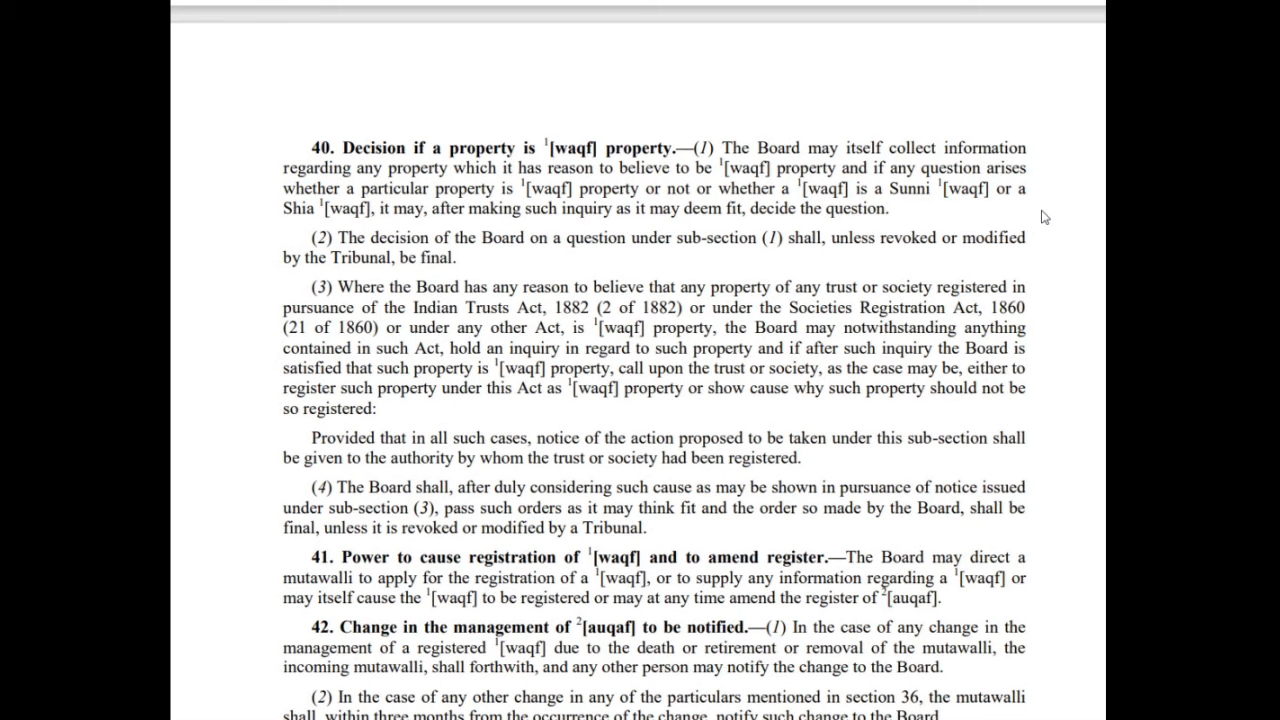 40. Decision if a property is ¹[waqf] property.—(1) The Board may itself collect information
regarding any property which it has reason to believe to be ¹[waqf] property and if any question arises
whether a particular property is ¹[waqf] property or not or whether a ¹[waqf] is a Sunni ¹[waqf] or a
Shia ¹[waqf], it may, after making such inquiry as it may deem fit, decide the question.
(2) The decision of the Board on a question under sub-section (1) shall, unless revoked or modified
by the Tribunal, be final.
(3) Where the Board has any reason to believe that any property of any trust or society registered in
pursuance of the Indian Trusts Act, 1882 (2 of 1882) or under the Societies Registration Act, 1860
(21 of 1860) or under any other Act, is ¹[waqf] property, the Board may notwithstanding anything
contained in such Act, hold an inquiry in regard to such property and if after such inquiry the Board is
satisfied that such property is ¹[waqf] property, call upon the trust or society, as the case may be, either to
register such property under this Act as ¹[waqf] property or show cause why such property should not be
so registered:
Provided that in all such cases, notice of the action proposed to be taken under this sub-section shall
be given to the authority by whom the trust or society had been registered.
(4) The Board shall, after duly considering such cause as may be shown in pursuance of notice issued
under sub-section (3), pass such orders as it may think fit and the order so made by the Board, shall be
final, unless it is revoked or modified by a Tribunal.
41. Power to cause registration of ¹[waqf] and to amend register.—The Board may direct a
mutawalli to apply for the registration of a ¹[waqf], or to supply any information regarding a ¹[waqf] or
may itself cause the ¹[waqf] to be registered or may at any time amend the register of ²[auqaf].
42. Change in the management of ²[auqaf] to be notified.—(1) In the case of any change in the
management of a registered ¹[waqf] due to the death or retirement or removal of the mutawalli, the
incoming mutawalli, shall forthwith, and any other person may notify the change to the Board.
(2) In the case of any other change in any of the particulars mentioned in section 36, the mutawalli
shall, within three months from the occurrence of the change, notify such change to the Board.